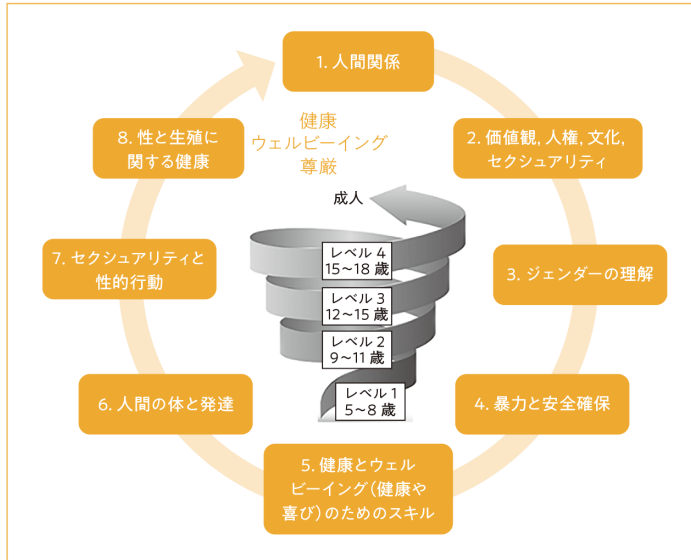 1. 人間関係
2. 価値観, 人権, 文化,
セクシュアリティ
3. ジェンダーの理解
4. 暴力と安全確保
5. 健康とウェル
ビーイング(健康や
喜び)のためのスキル
6. 人間の体と発達
7. セクシュアリティと
性的行動
8. 性と生殖に
関する健康
健康
ウェルビーイング
尊厳
成人
レベル 4
15~18 歳
レベル 3
12~15 歳
レベル 2
9~11 歳
レベル 1
5~8 歳